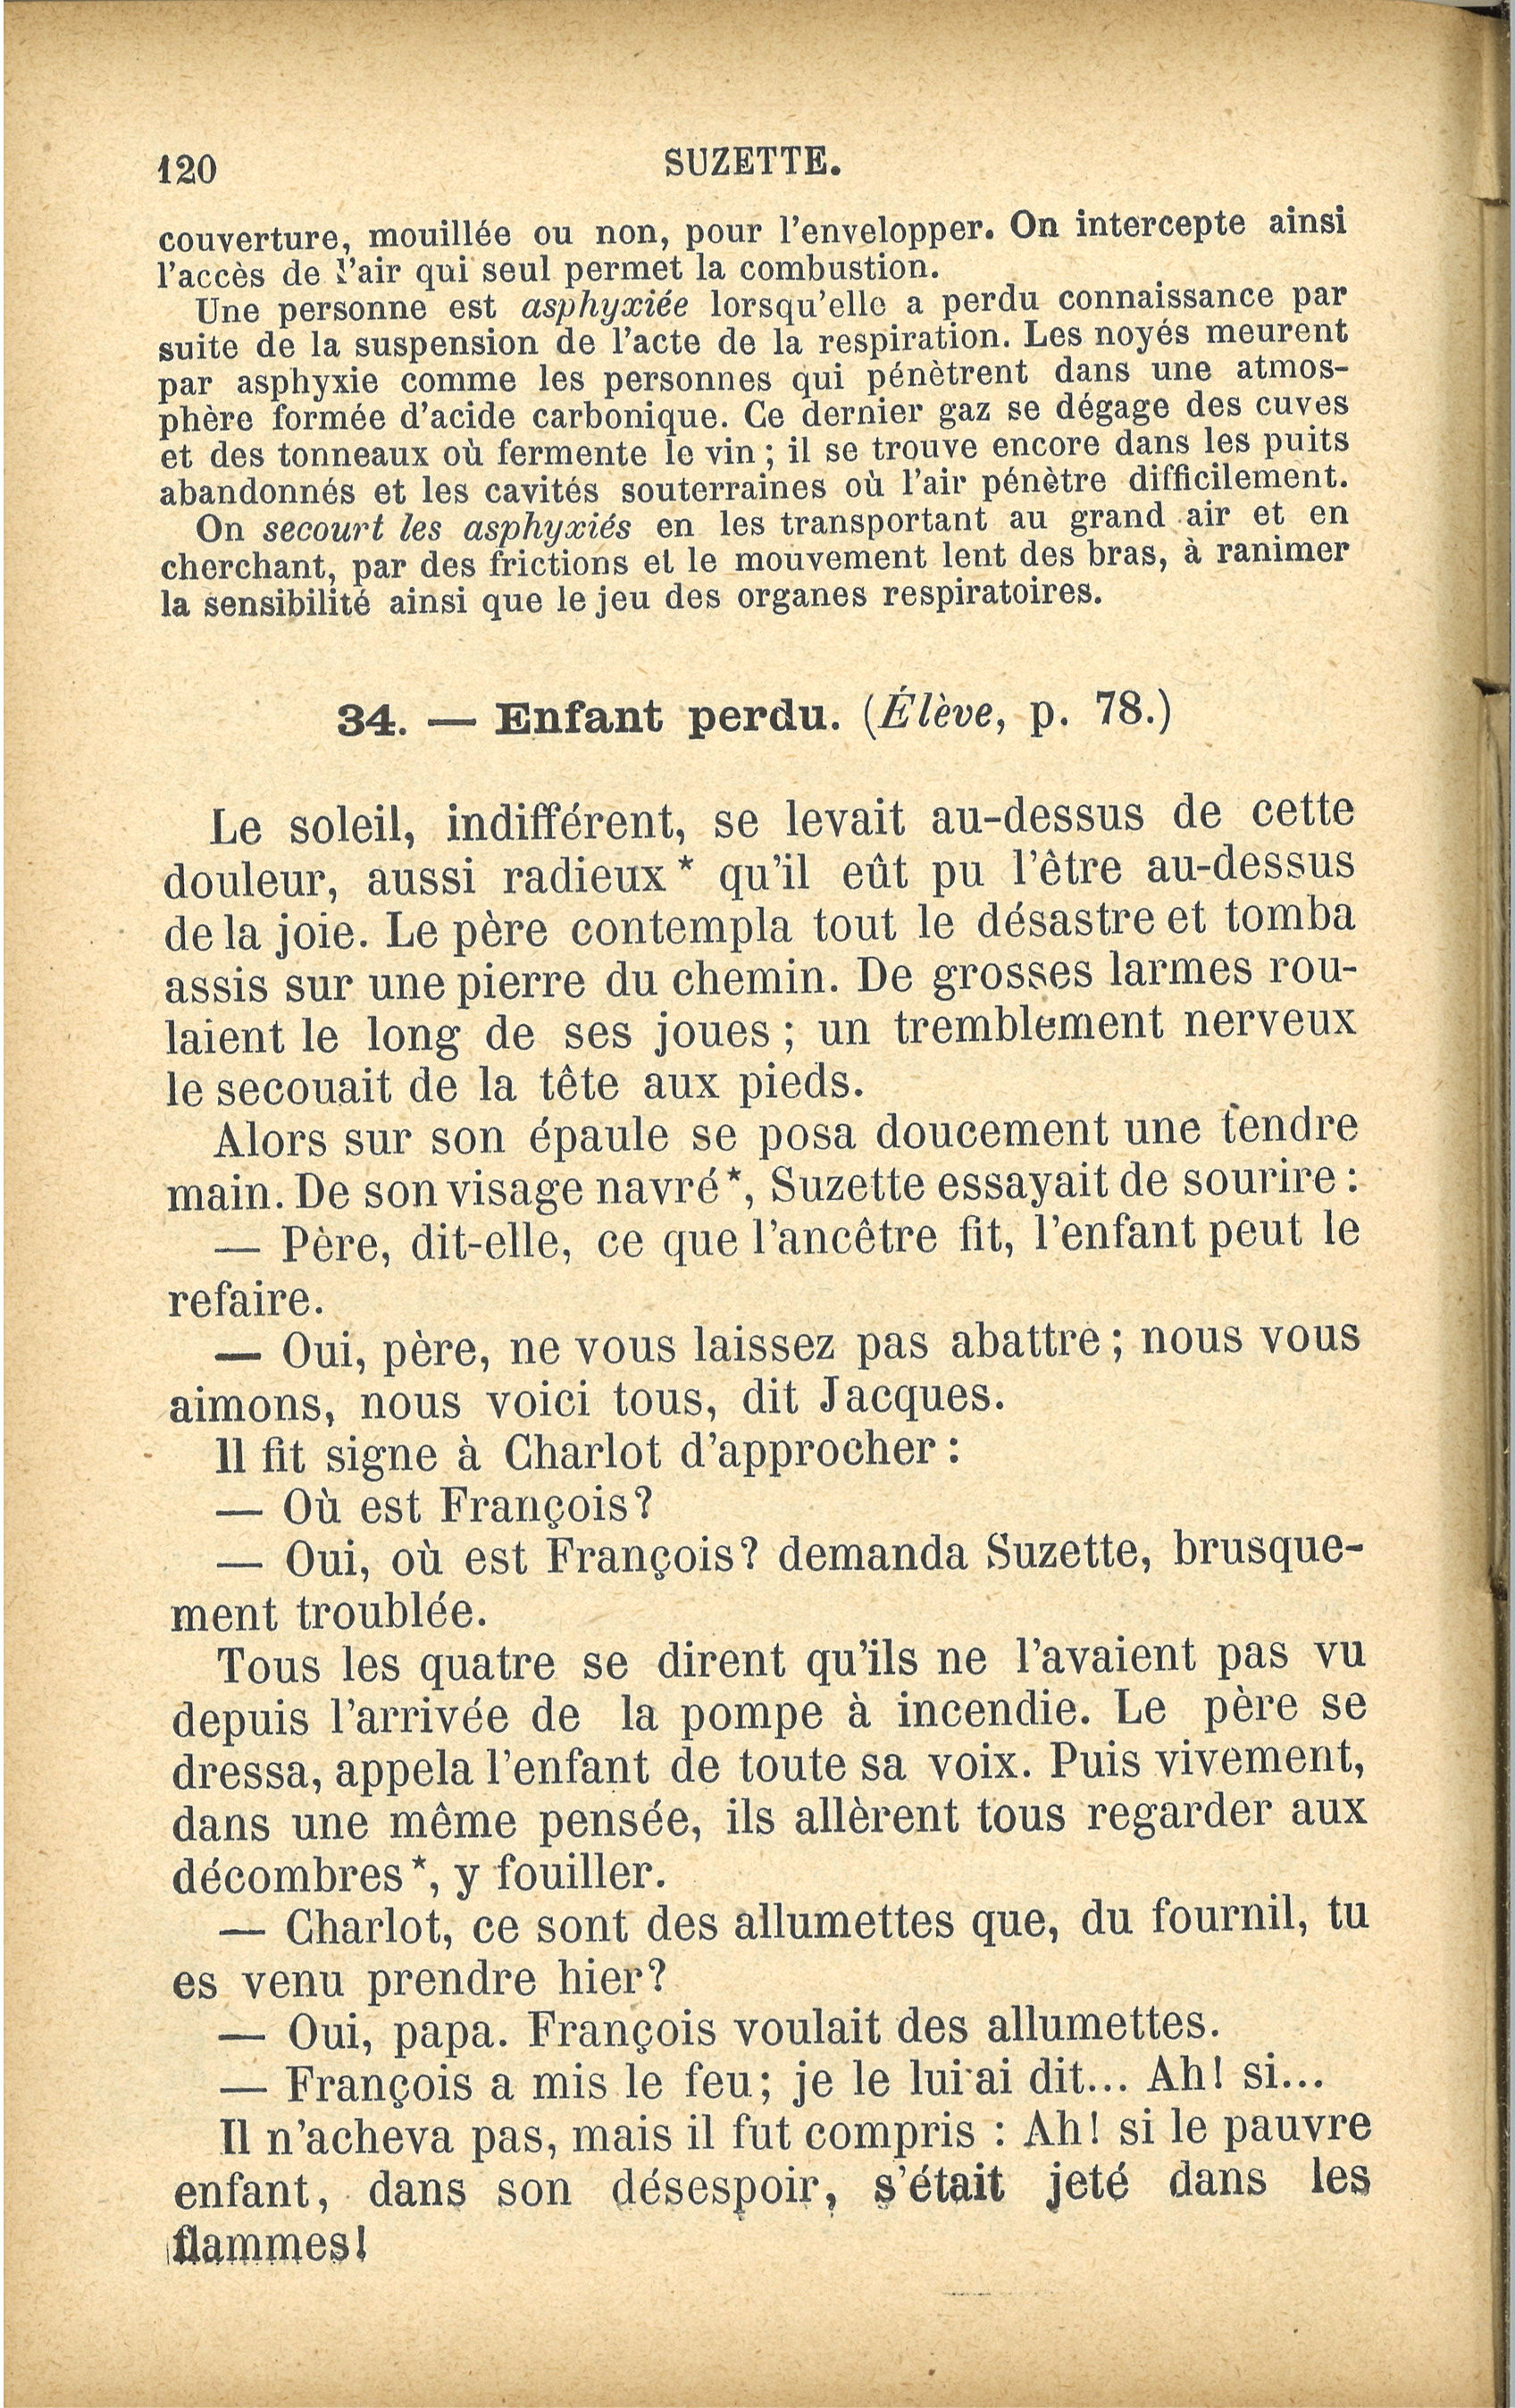 120
SUZETTE.
couverture, mouillée ou non, pour l'envelopper. On intercepte ainsi
l'accès de l'air qui seul permet la combustion.
Une personne est asphyxiée lorsqu'elle a perdu connaissance par
suite de la suspension de l'acte de la respiration. Les noyés meurent
par asphyxie comme les personnes qui pénètrent dans une atmos-
phère formée d'acide carbonique. Ce dernier gaz se dégage des cuves
et des tonneaux où fermente le vin ; il se trouve encore dans les puits
abandonnés et les cavités souterraines où l'air pénètre difficilement.
On secourt les asphyxiés en les transportant au grand air et en
cherchant, par des frictions et le mouvement lent des bras, à ranimer
la sensibilité ainsi que le jeu des organes respiratoires.
34. — Enfant perdu. (Élève, p. 78.)
Le soleil, indifférent, se levait au-dessus de cette
douleur, aussi radieux * qu'il eût pu l'être au-dessus
de la joie. Le père contempla tout le désastre et tomba
assis sur une pierre du chemin. De grosses larmes rou-
laient le long de ses joues ; un tremblement nerveux
le secouait de la tête aux pieds.
Alors sur son épaule se posa doucement une tendre
main. De son visage navré *, Suzette essayait de sourire :
— Père, dit-elle, ce que l'ancêtre fit, l'enfant peut le
refaire.
— Oui, père, ne vous laissez pas abattre ; nous vous
aimons, nous voici tous, dit Jacques.
Il fit signe à Charlot d'approcher :
— Où est François ?
— Oui, où est François ? demanda Suzette, brusque-
ment troublée.
Tous les quatre se dirent qu'ils ne l'avaient pas vu
depuis l'arrivée de la pompe à incendie. Le père se
dressa, appela l'enfant de toute sa voix. Puis vivement,
dans une même pensée, ils allèrent tous regarder aux
décombres *, y fouiller.
— Charlot, ce sont des allumettes que, du fournil, tu
es venu prendre hier ?
— Oui, papa. François voulait des allumettes.
— François a mis le feu ; je le lui ai dit... Ah ! si...
Il n'acheva pas, mais il fut compris : Ah ! si le pauvre
enfant, dans son désespoir, s'était jeté dans les
flammes !